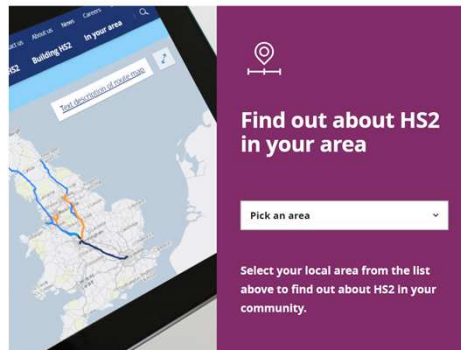 About us News Careers
HS2 Building HS2 In your area
Text description of route map
Find out about HS2
in your area
Pick an area
Select your local area from the list
above to find out about HS2 in your
community.